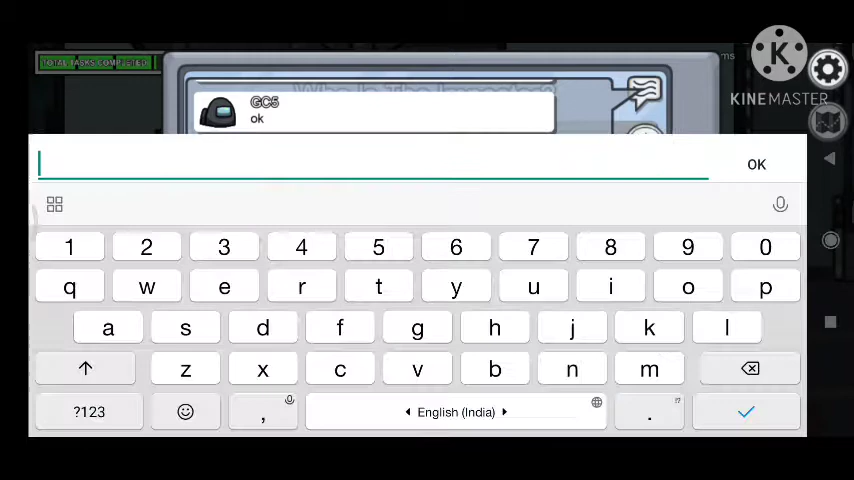 TOTAL TASKS COMPLETED
Who Is The Impostor?
ms
K
KINEMASTER
GC5
ok
OK
1 2 3 4 5 6 7 8 9 0
q w e r t y u i o p
a s d f g h j k l
z x c v b n m
?123 , English (India) . !?